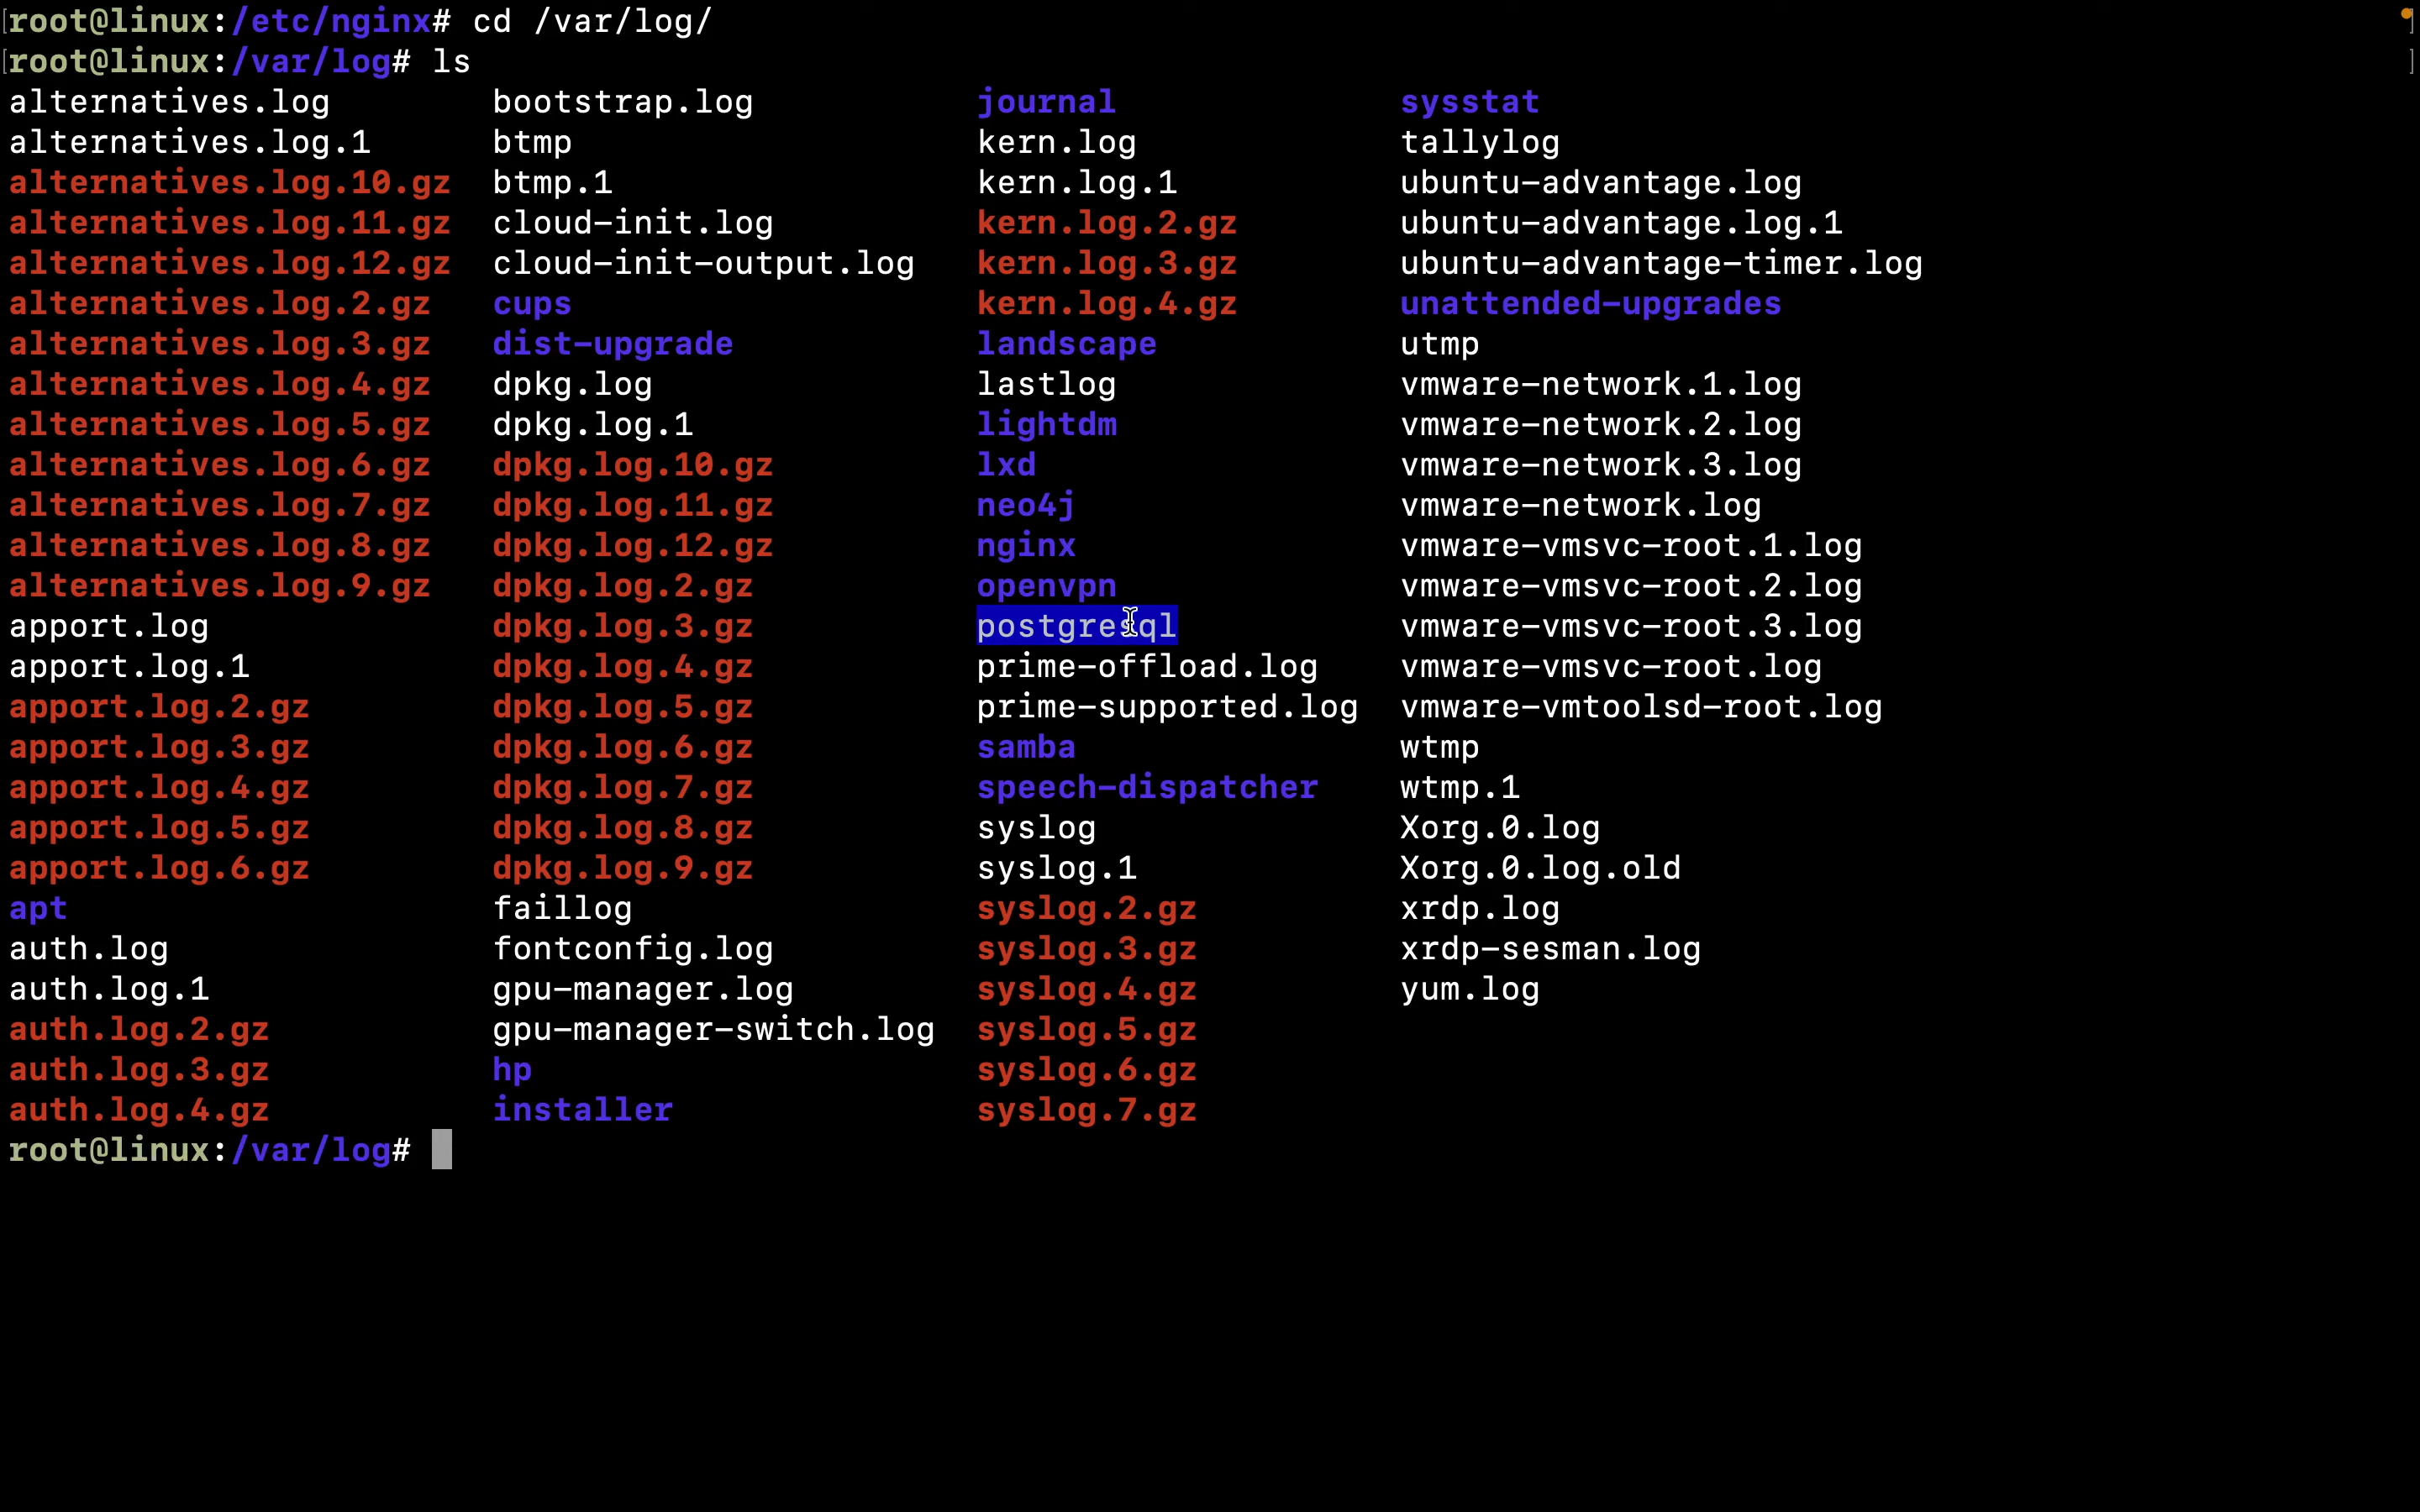 root@linux:/etc/nginx# cd /var/log/
root@linux:/var/log# ls
alternatives.log bootstrap.log journal sysstat
alternatives.log.1 btmp kern.log tallylog
alternatives.log.10.gz btmp.1 kern.log.1 ubuntu-advantage.log
alternatives.log.11.gz cloud-init.log kern.log.2.gz ubuntu-advantage.log.1
alternatives.log.12.gz cloud-init-output.log kern.log.3.gz ubuntu-advantage-timer.log
alternatives.log.2.gz cups kern.log.4.gz unattended-upgrades
alternatives.log.3.gz dist-upgrade landscape utmp
alternatives.log.4.gz dpkg.log lastlog vmware-network.1.log
alternatives.log.5.gz dpkg.log.1 lightdm vmware-network.2.log
alternatives.log.6.gz dpkg.log.10.gz lxd vmware-network.3.log
alternatives.log.7.gz dpkg.log.11.gz neo4j vmware-network.log
alternatives.log.8.gz dpkg.log.12.gz nginx vmware-vmsvc-root.1.log
alternatives.log.9.gz dpkg.log.2.gz openvpn vmware-vmsvc-root.2.log
apport.log dpkg.log.3.gz postgresql vmware-vmsvc-root.3.log
apport.log.1 dpkg.log.4.gz prime-offload.log vmware-vmsvc-root.log
apport.log.2.gz dpkg.log.5.gz prime-supported.log vmware-vmtoolsd-root.log
apport.log.3.gz dpkg.log.6.gz samba wtmp
apport.log.4.gz dpkg.log.7.gz speech-dispatcher wtmp.1
apport.log.5.gz dpkg.log.8.gz syslog Xorg.0.log
apport.log.6.gz dpkg.log.9.gz syslog.1 Xorg.0.log.old
apt faillog syslog.2.gz xrdp.log
auth.log fontconfig.log syslog.3.gz xrdp-sesman.log
auth.log.1 gpu-manager.log syslog.4.gz yum.log
auth.log.2.gz gpu-manager-switch.log syslog.5.gz
auth.log.3.gz hp syslog.6.gz
auth.log.4.gz installer syslog.7.gz
root@linux:/var/log#